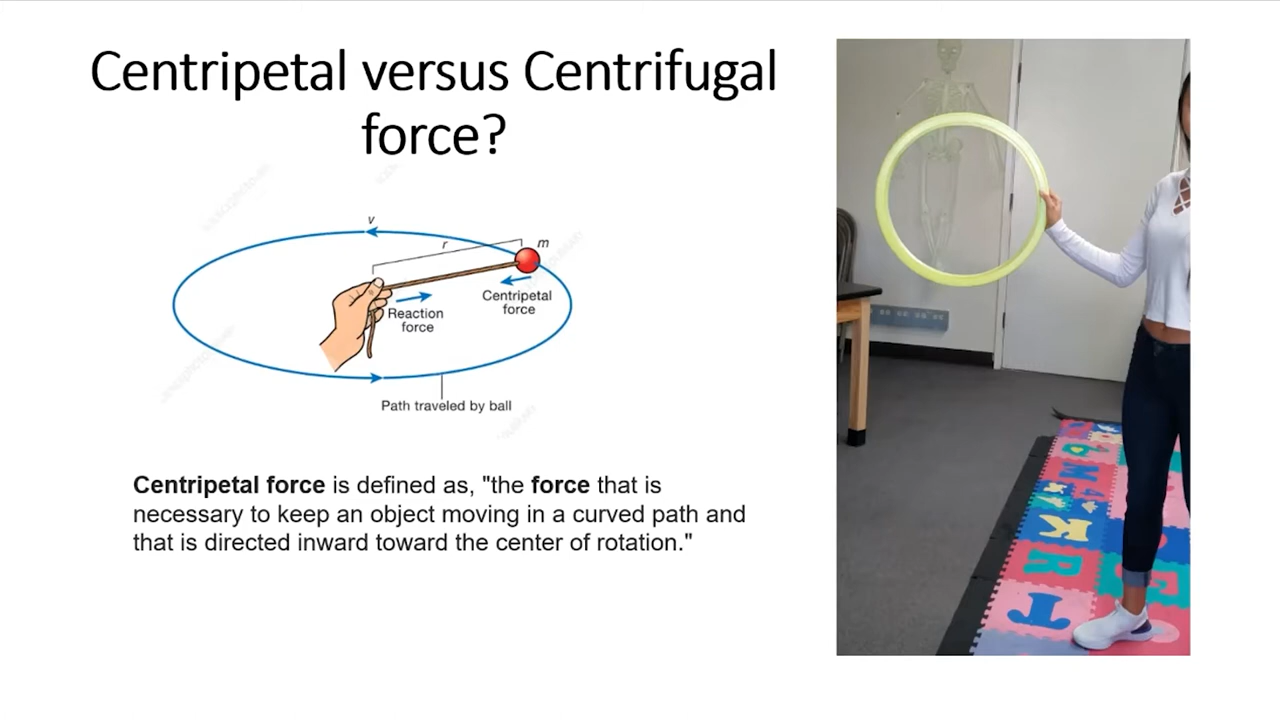 Centripetal versus Centrifugal
force?
v
r
m
Centripetal
force
Reaction
force
Path traveled by ball
Centripetal force is defined as, "the force that is
necessary to keep an object moving in a curved path and
that is directed inward toward the center of rotation."
K
R